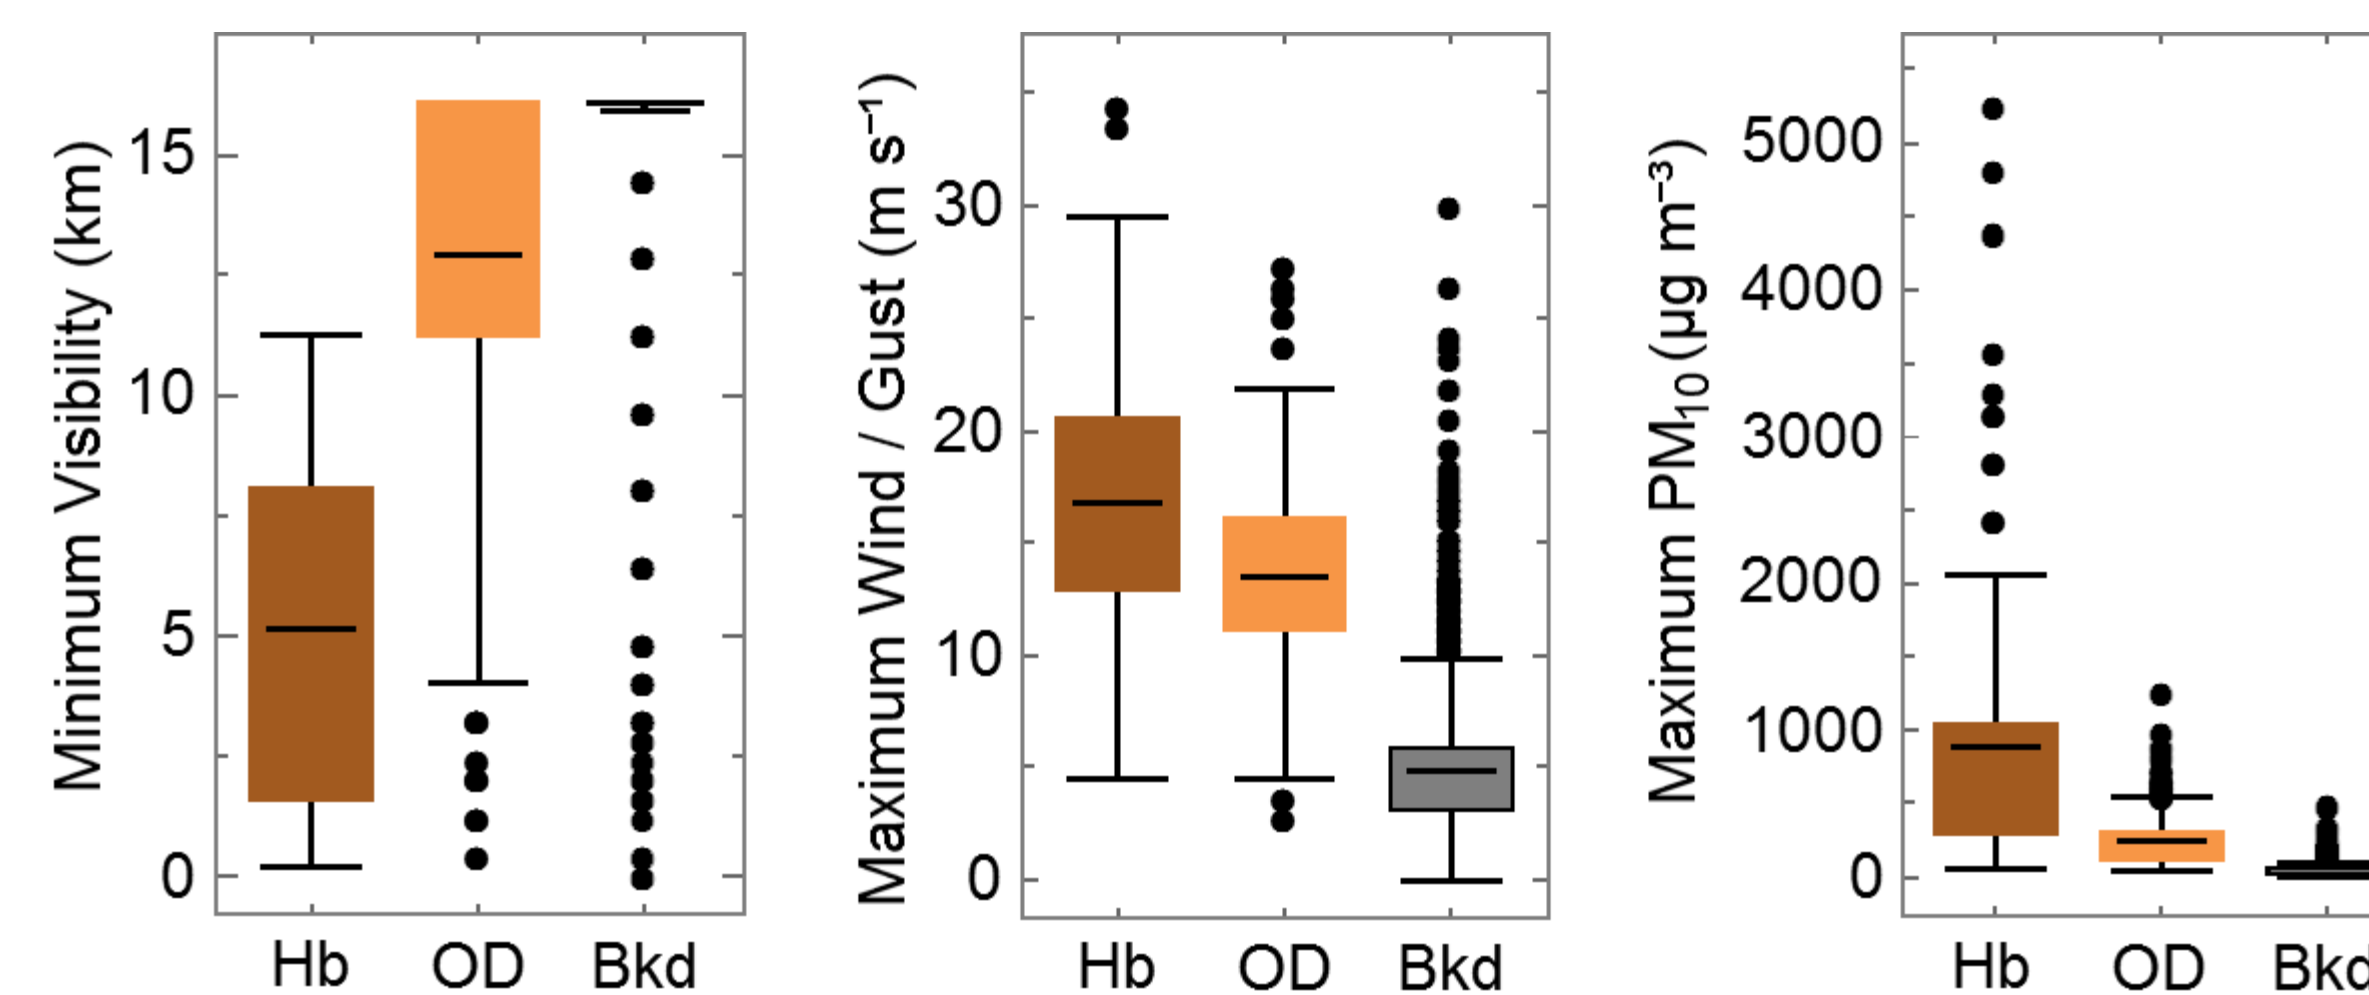 Minimum Visibility (km)
15
10
5
0
Hb OD Bkd
Maximum Wind / Gust (m s⁻¹)
30
20
10
0
Hb OD Bkd
Maximum PM₁₀ (µg m⁻³)
5000
4000
3000
2000
1000
0
Hb OD Bkd